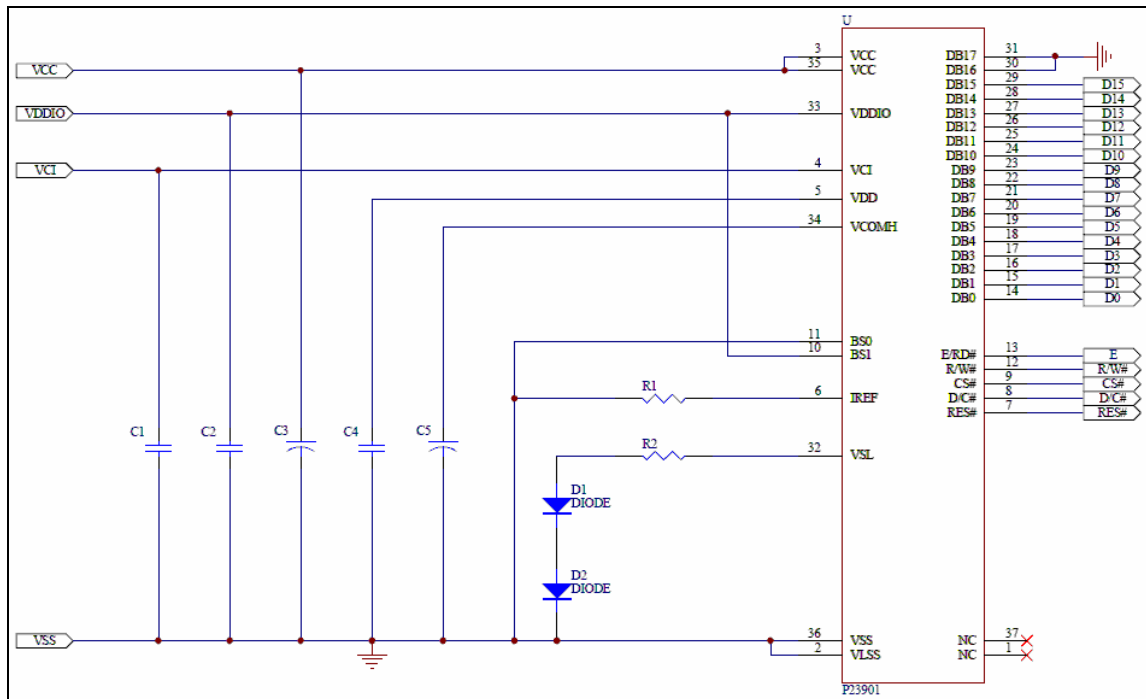 U
VCC 3 VCC DB17 31
35 VCC DB16 30
DB15 29 D15
DB14 28 D14
VDDIO 33 VDDIO DB13 27 D13
DB12 26 D12
DB11 25 D11
DB10 24 D10
VCI 4 VCI DB9 23 D9
DB8 22 D8
5 VDD DB7 21 D7
DB6 20 D6
34 VCOMH DB5 19 D5
DB4 18 D4
DB3 17 D3
DB2 16 D2
DB1 15 D1
DB0 14 D0
11 BS0
10 BS1 E/RD# 13 E
R/W# 12 R/W#
CS# 9 CS#
R1 6 IREF D/C# 8 D/C#
RES# 7 RES#
C1 C2 C3 C4 C5
R2 32 VSL
D1
DIODE
D2
DIODE
VSS 36 VSS NC 37
2 VLSS NC 1
P23901